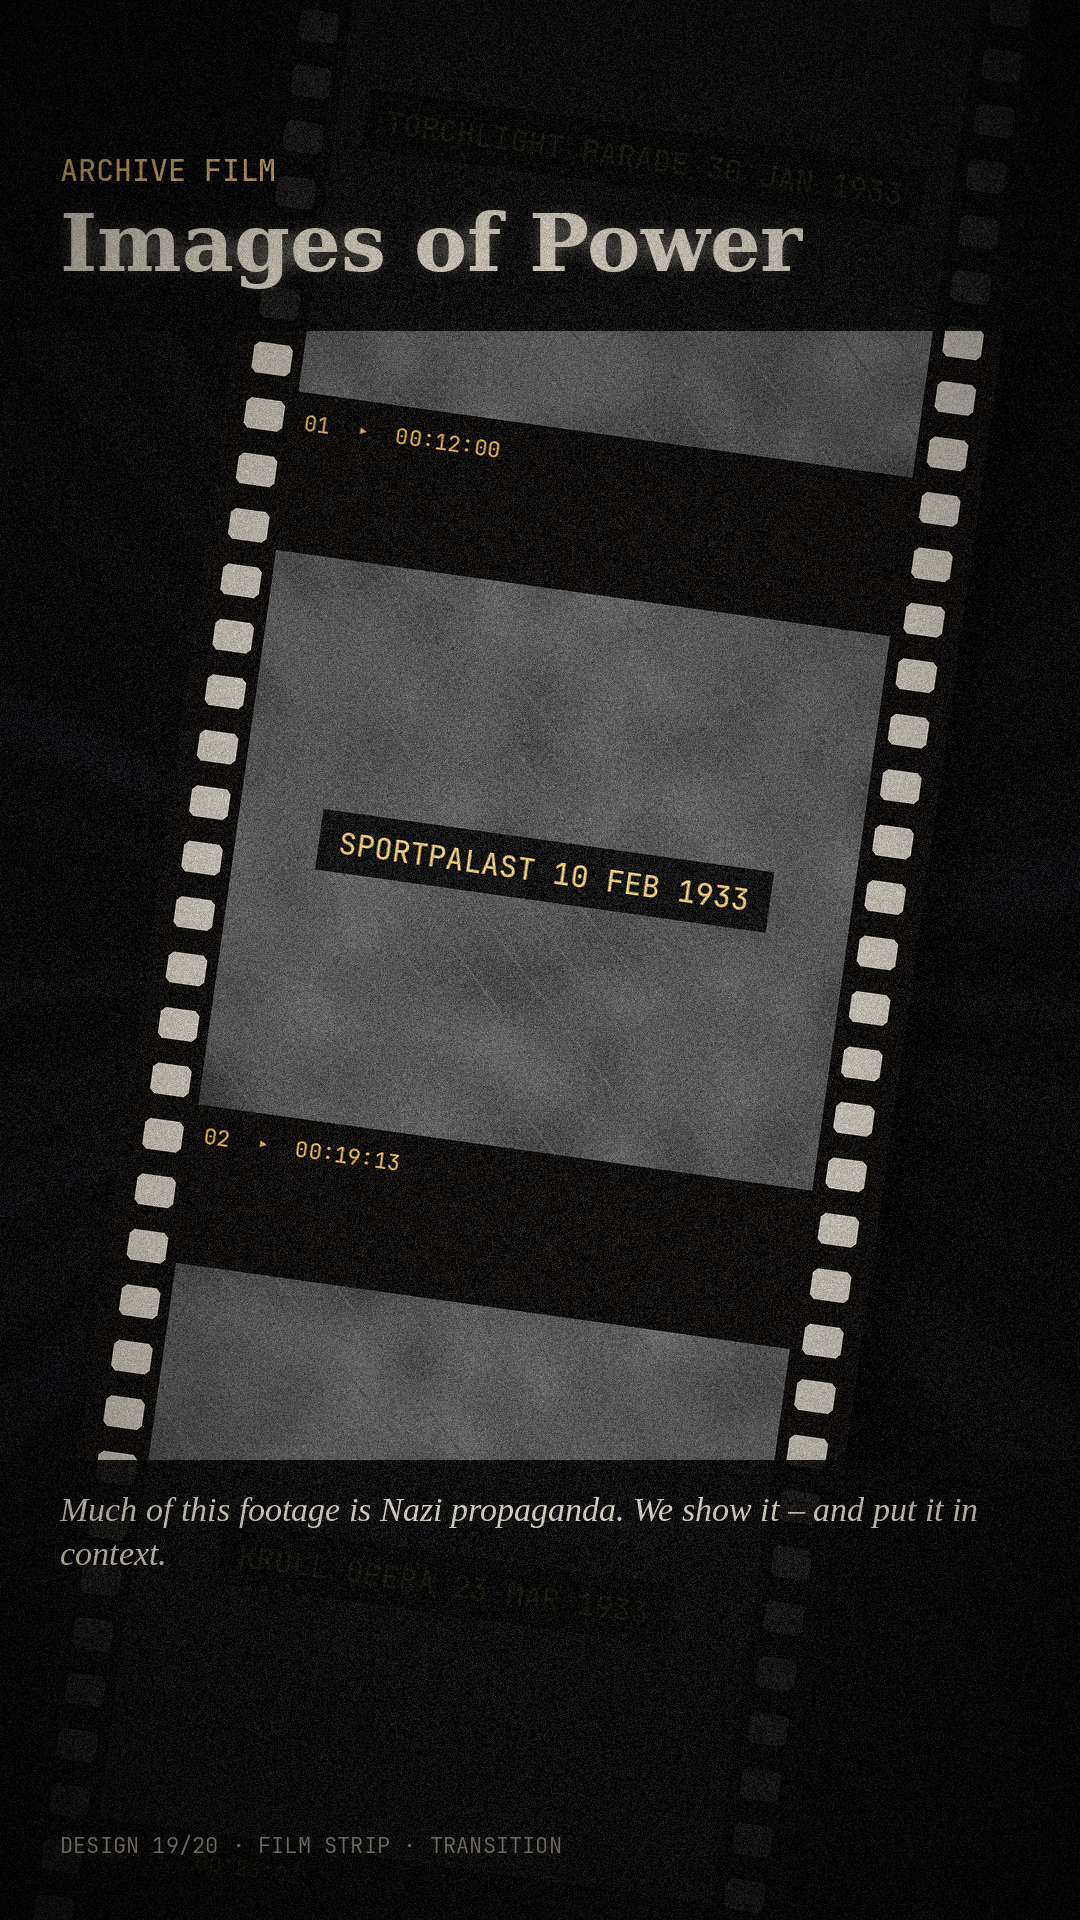 TORCHLIGHT PARADE 30 JAN 1933
ARCHIVE FILM
Images of Power
01 ▸ 00:12:00
SPORTPALAST 10 FEB 1933
02 ▸ 00:19:13
Much of this footage is Nazi propaganda. We show it – and put it in
context.
KROLL OPERA 23 MAR 1933
DESIGN 19/20 · FILM STRIP · TRANSITION